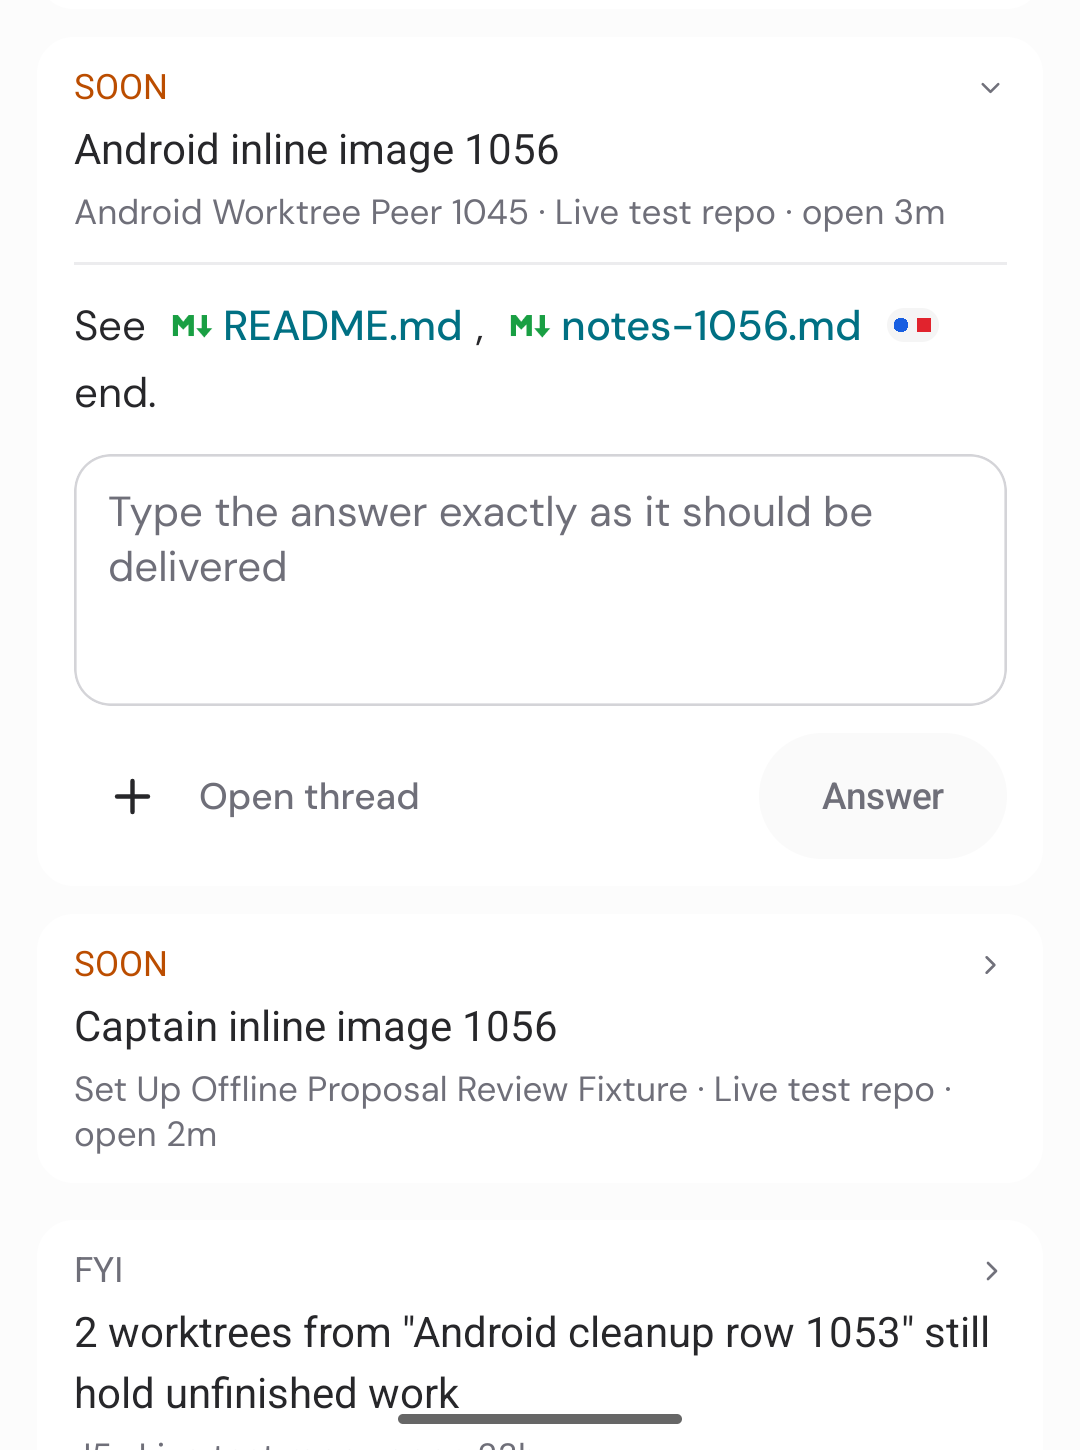 SOON
Android inline image 1056
Android Worktree Peer 1045 · Live test repo · open 3m
See M↓ README.md , M↓ notes-1056.md
end.
Type the answer exactly as it should be
delivered
+ Open thread Answer
SOON
Captain inline image 1056
Set Up Offline Proposal Review Fixture · Live test repo ·
open 2m
FYI
2 worktrees from "Android cleanup row 1053" still
hold unfinished work